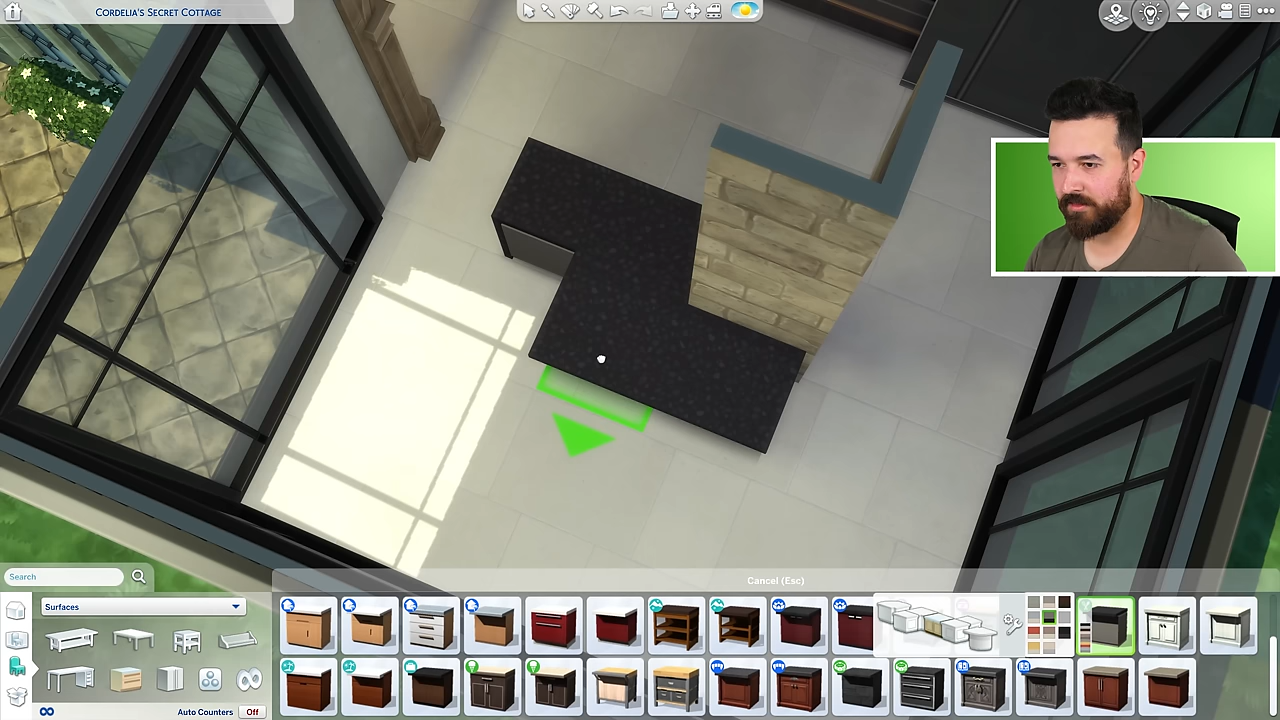 Cordelia's Secret Cottage
Cancel (Esc)
Search
Surfaces
Auto Counters
Off